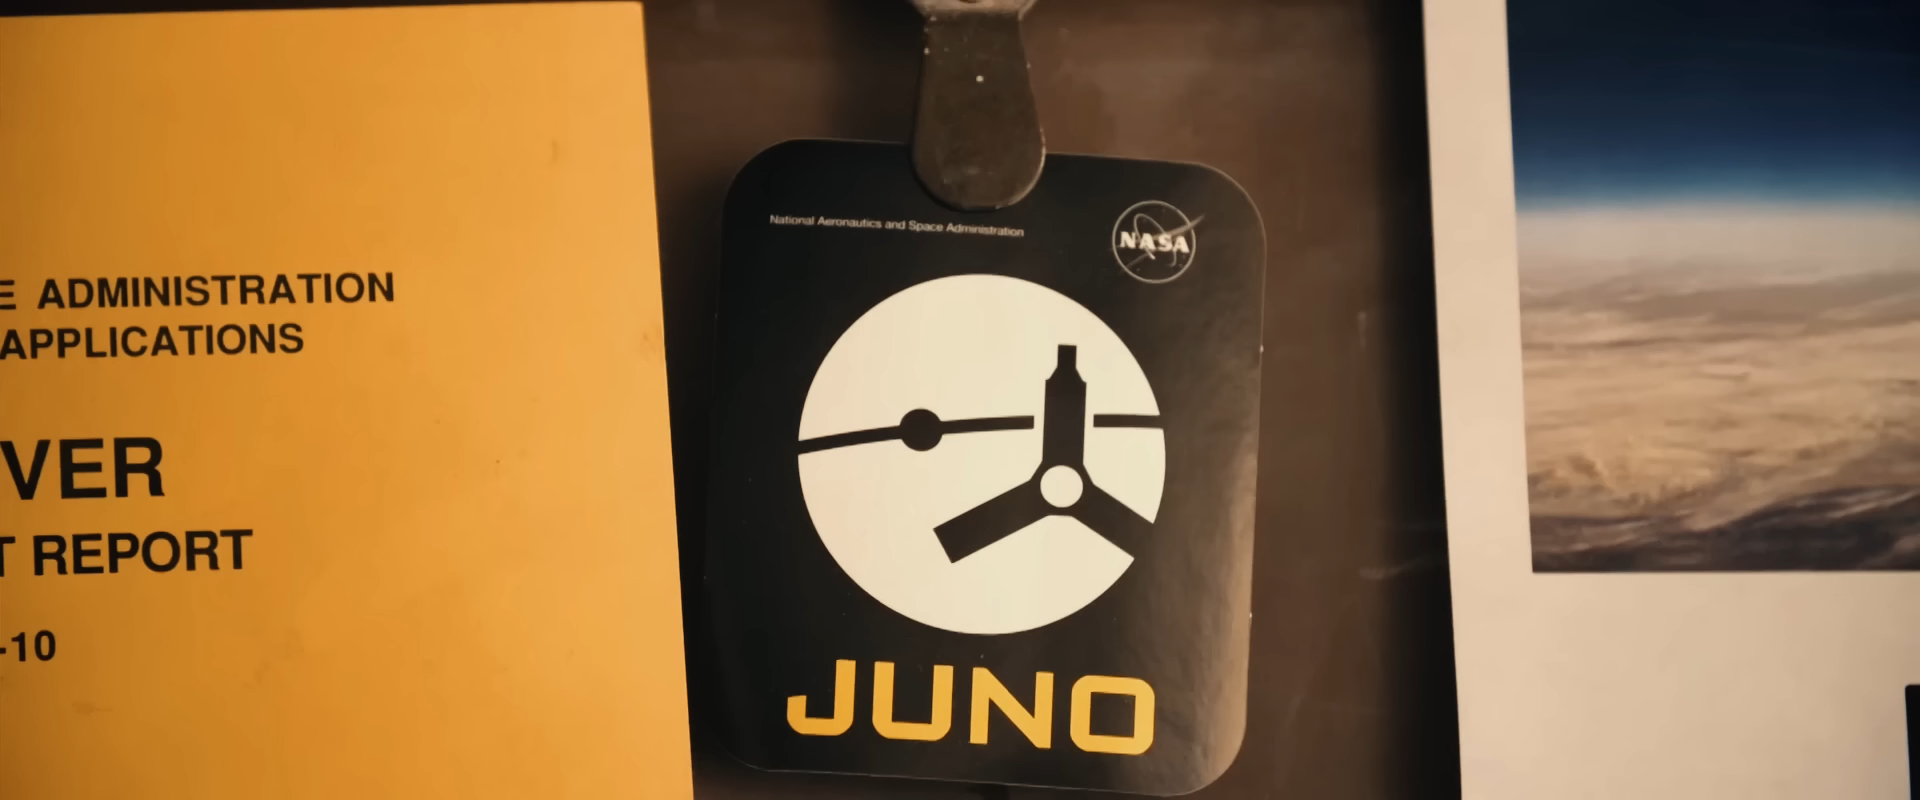 E ADMINISTRATION
APPLICATIONS
VER
T REPORT
-10
National Aeronautics and Space Administration
NASA
JUNO